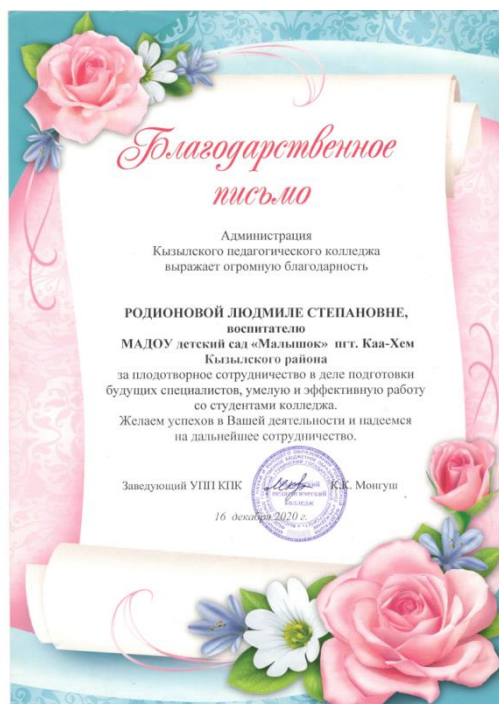 Благодарственное
письмо
Администрация
Кызылского педагогического колледжа
выражает огромную благодарность
РОДИОНОВОЙ ЛЮДМИЛЕ СТЕПАНОВНЕ,
воспитателю
МАДОУ детский сад «Малышок» пгт. Каа-Хем
Кызылского района
за плодотворное сотрудничество в деле подготовки
будущих специалистов, умелую и эффективную работу
со студентами колледжа.
Желаем успехов в Вашей деятельности и надеемся
на дальнейшее сотрудничество.
Заведующий УПП КПК К.К. Монгуш
педагогический
колледж
16 декабря 2020 г.